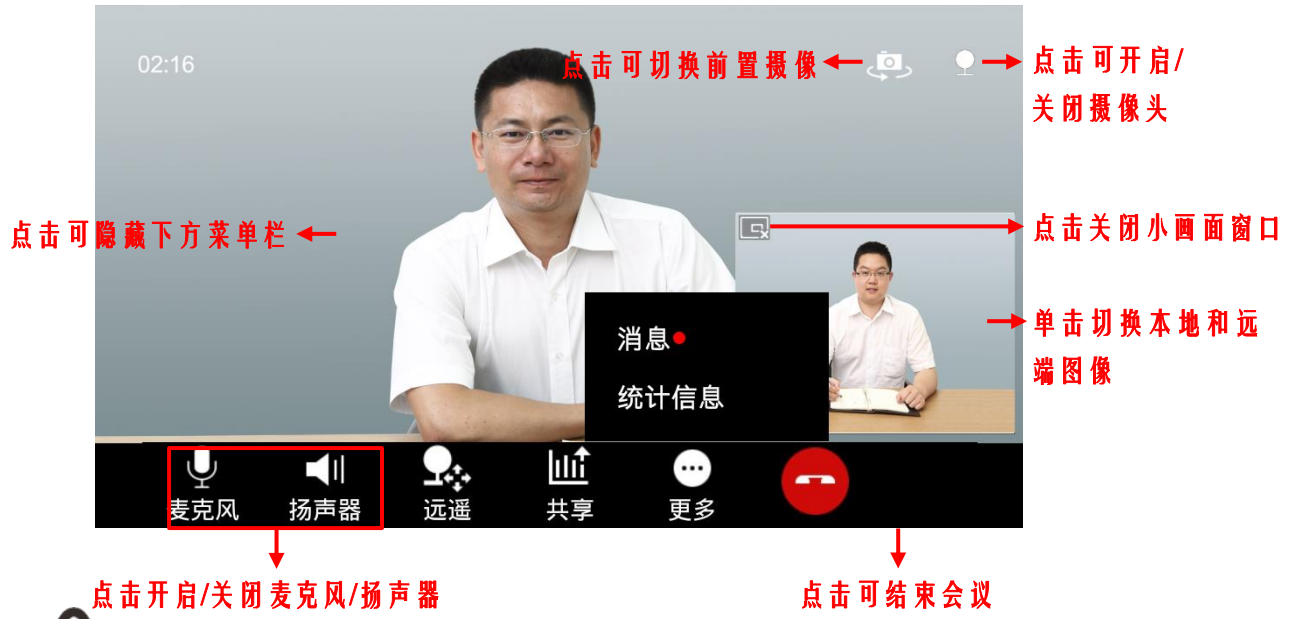 02:16
点击可切换前置摄像
点击可开启/
关闭摄像头
点击可隐藏下方菜单栏
点击关闭小画面窗口
单击切换本地和远
端图像
消息
统计信息
麦克风
扬声器
远遥
共享
更多
点击开启/关闭麦克风/扬声器
点击可结束会议